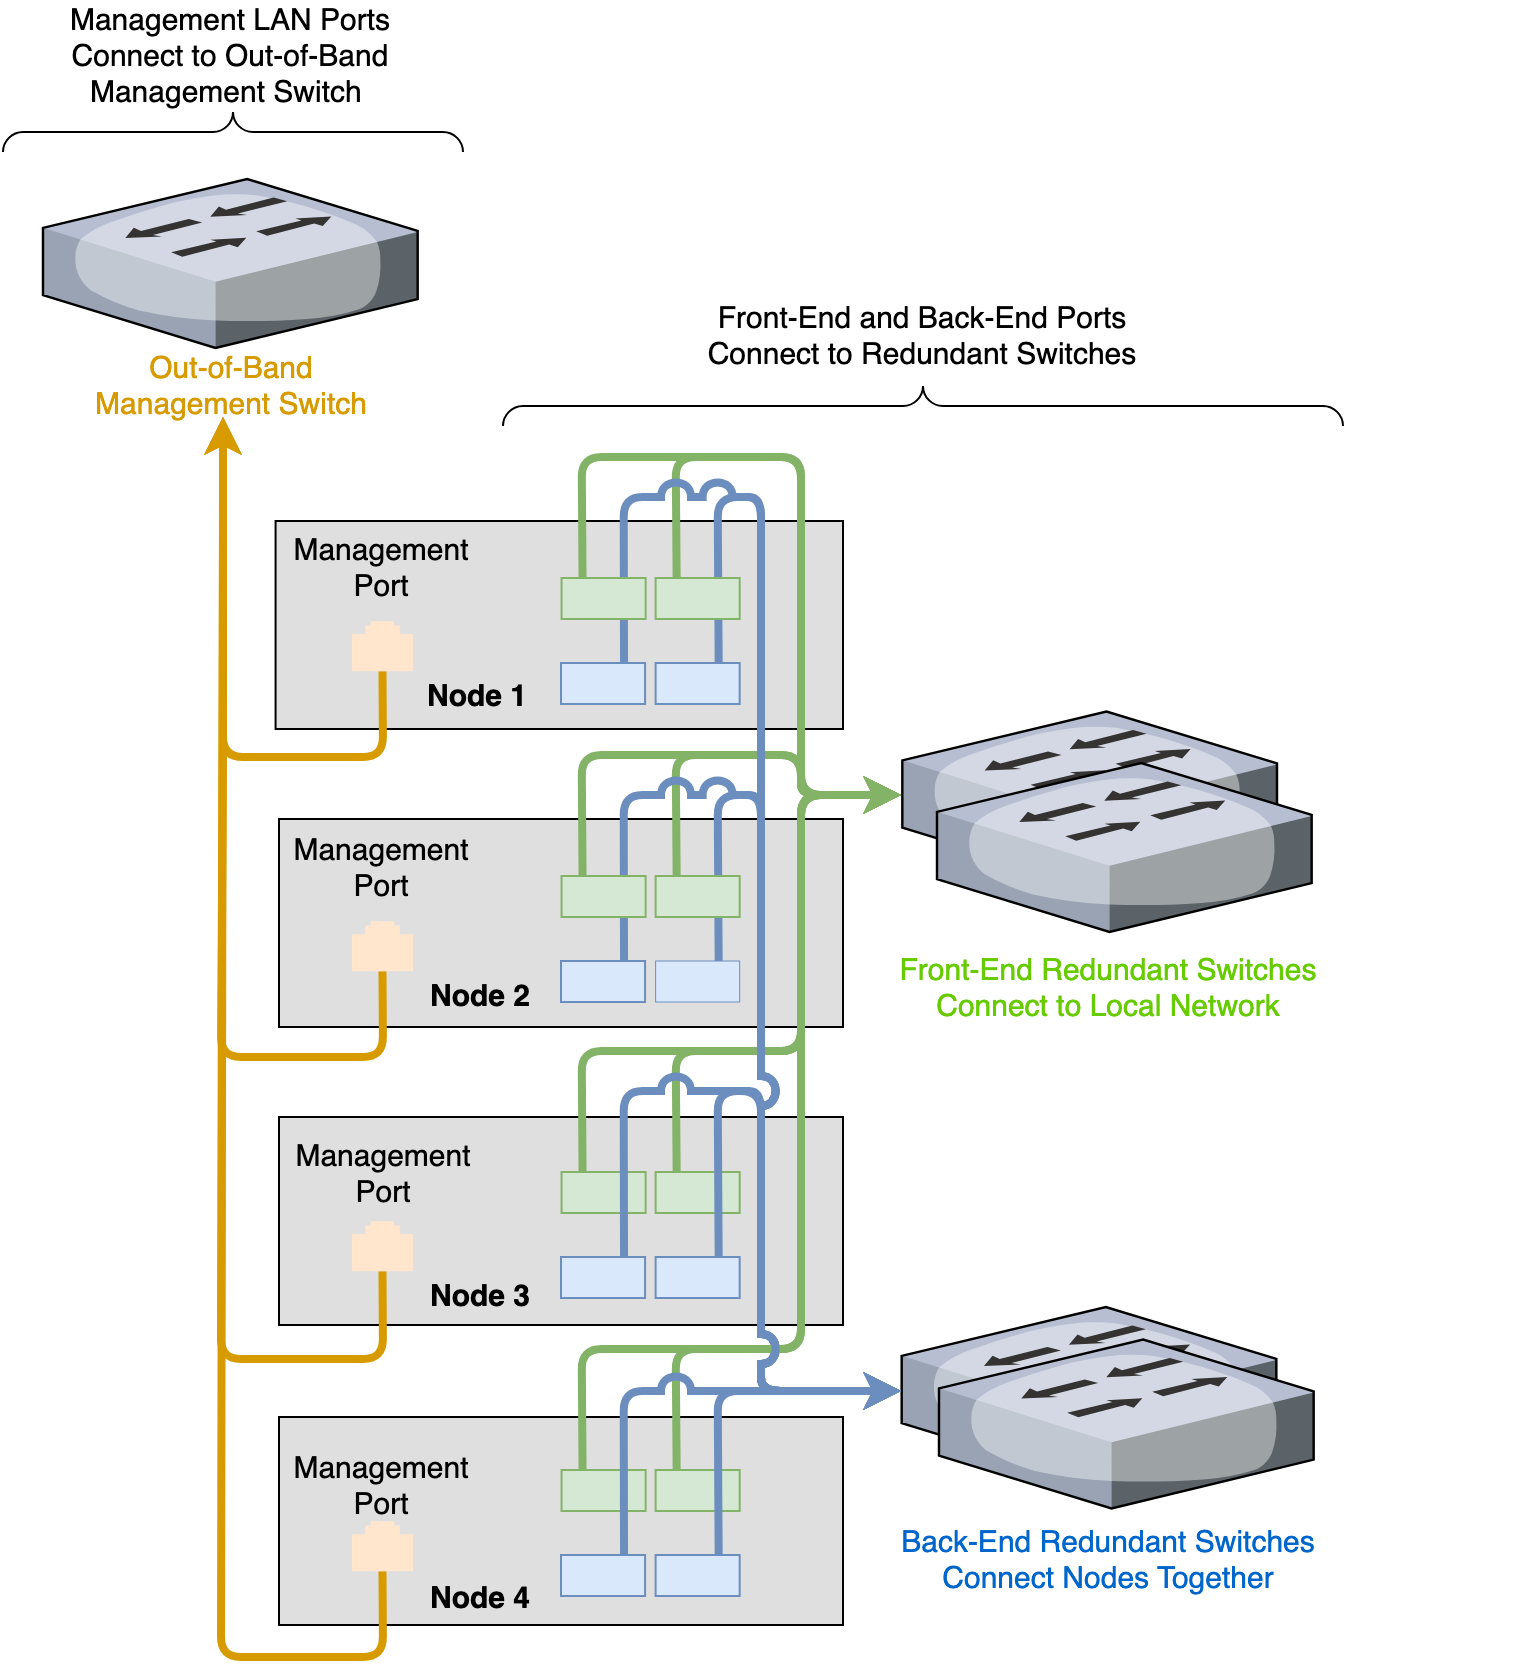 Management LAN Ports
Connect to Out-of-Band
Management Switch
Out-of-Band
Management Switch
Front-End and Back-End Ports
Connect to Redundant Switches
Management
Port
Node 1
Management
Port
Node 2
Front-End Redundant Switches
Connect to Local Network
Management
Port
Node 3
Management
Port
Node 4
Back-End Redundant Switches
Connect Nodes Together